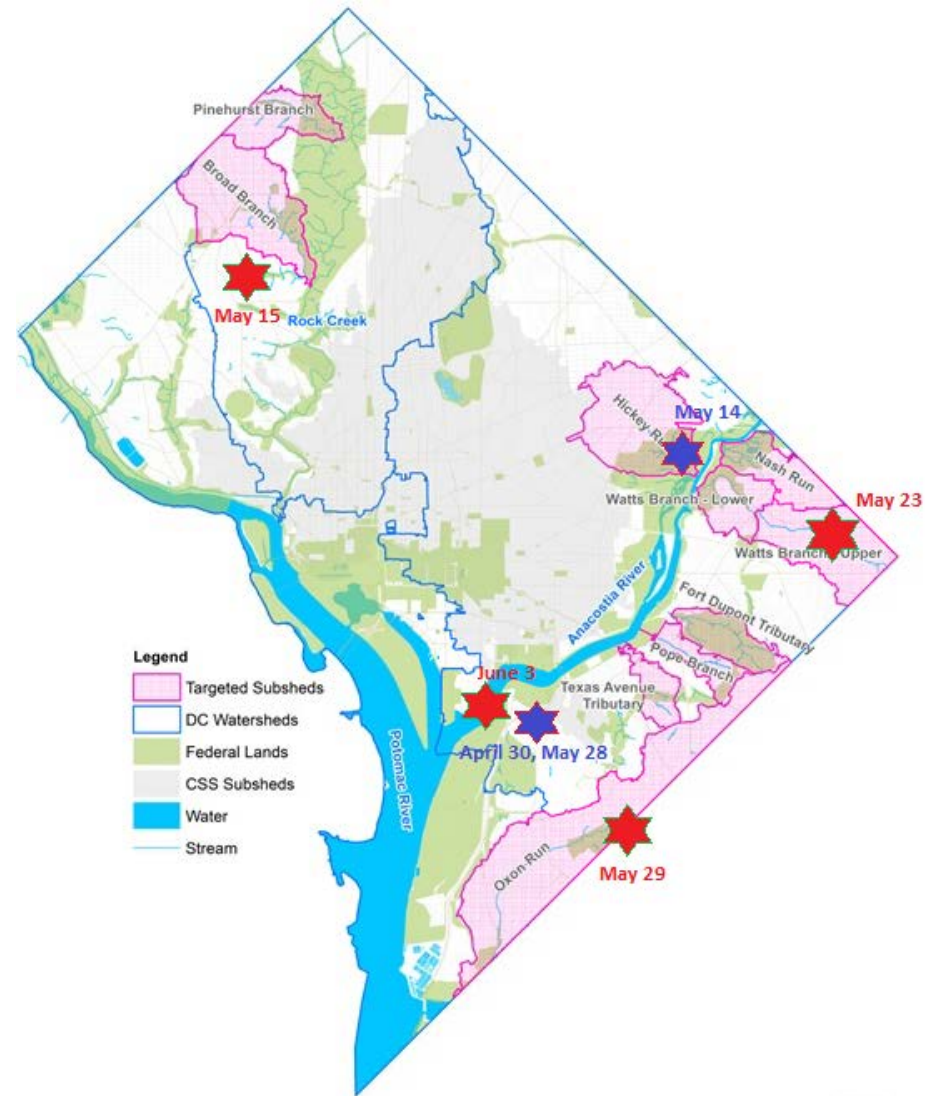 Pinehurst Branch
Broad Branch
May 15
Rock Creek
Hickey Run
May 14
Nash Run
Watts Branch - Lower
May 23
Watts Branch - Upper
Anacostia River
Fort Dupont Tributary
Pope Branch
June 3
Texas Avenue
Tributary
April 30, May 28
Potomac River
Oxon Run
May 29
Legend
Targeted Subsheds
DC Watersheds
Federal Lands
CSS Subsheds
Water
Stream